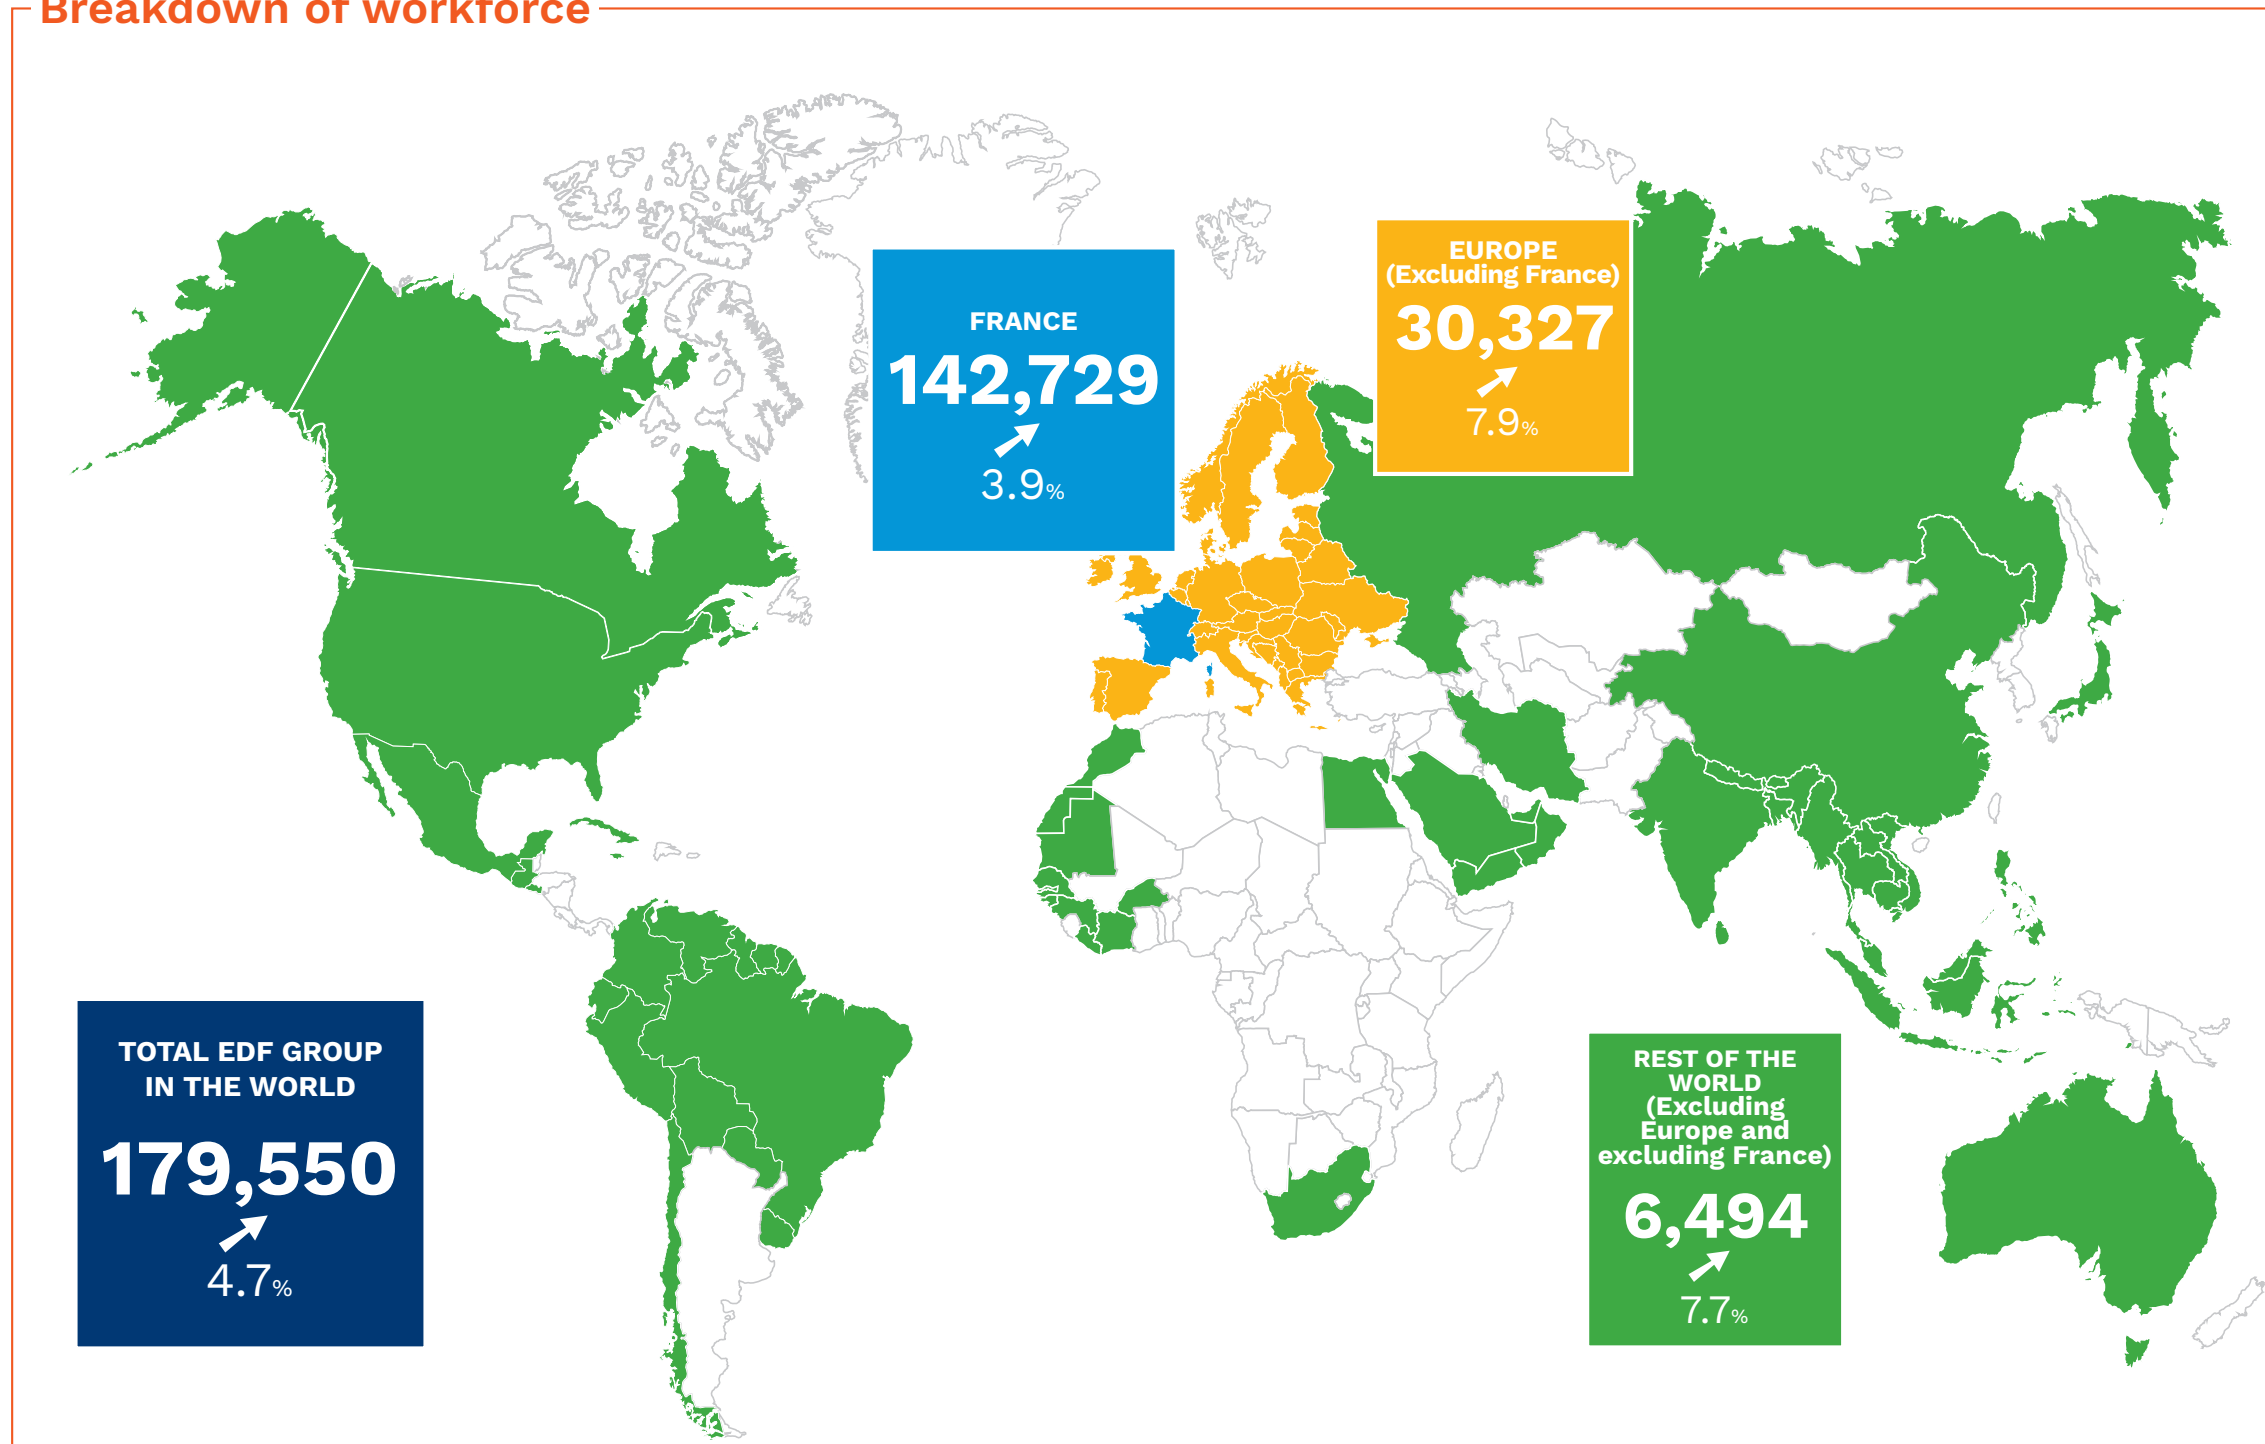 Breakdown of workforce
EUROPE
(Excluding France)
30,327
7.9%
FRANCE
142,729
3.9%
TOTAL EDF GROUP
IN THE WORLD
179,550
4.7%
REST OF THE
WORLD
(Excluding
Europe and
excluding France)
6,494
7.7%